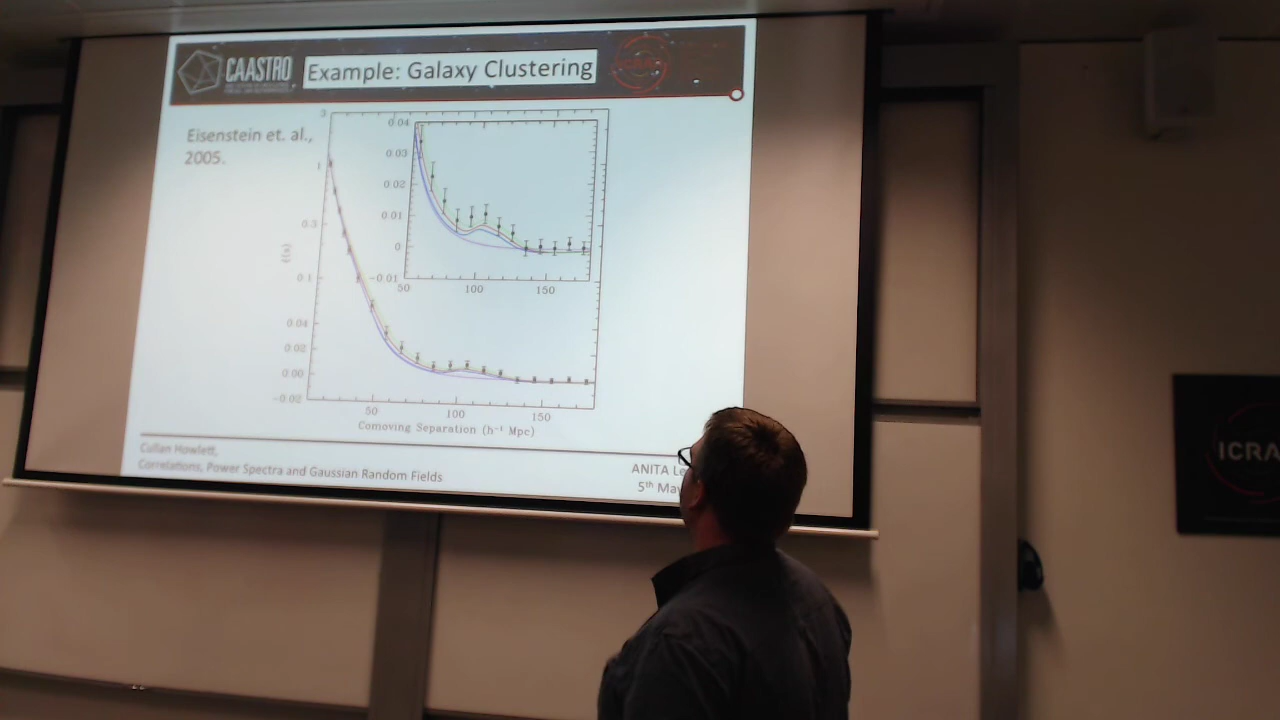 CAASTRO
Example: Galaxy Clustering
Eisenstein et. al.,
2005.
3
1
0.3
0.1
0.04
0.02
0.00
-0.02
ξ(s)
0.04
0.03
0.02
0.01
0
-0.01
50
100
150
50
100
150
Comoving Separation (h⁻¹ Mpc)
Cullan Howlett,
Correlations, Power Spectra and Gaussian Random Fields
ANITA Le
5th May
ICRA